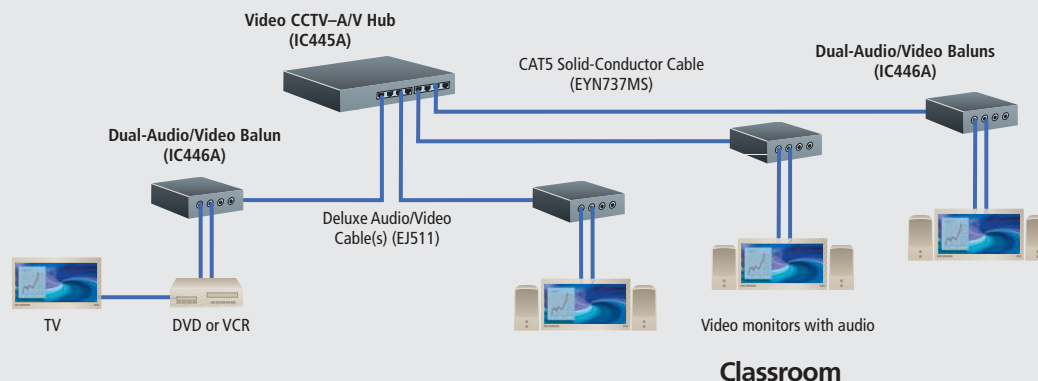 Video CCTV–A/V Hub
(IC445A)
CAT5 Solid-Conductor Cable
(EYN737MS)
Dual-Audio/Video Baluns
(IC446A)
Dual-Audio/Video Balun
(IC446A)
Deluxe Audio/Video
Cable(s) (EJ511)
TV
DVD or VCR
Video monitors with audio
Classroom